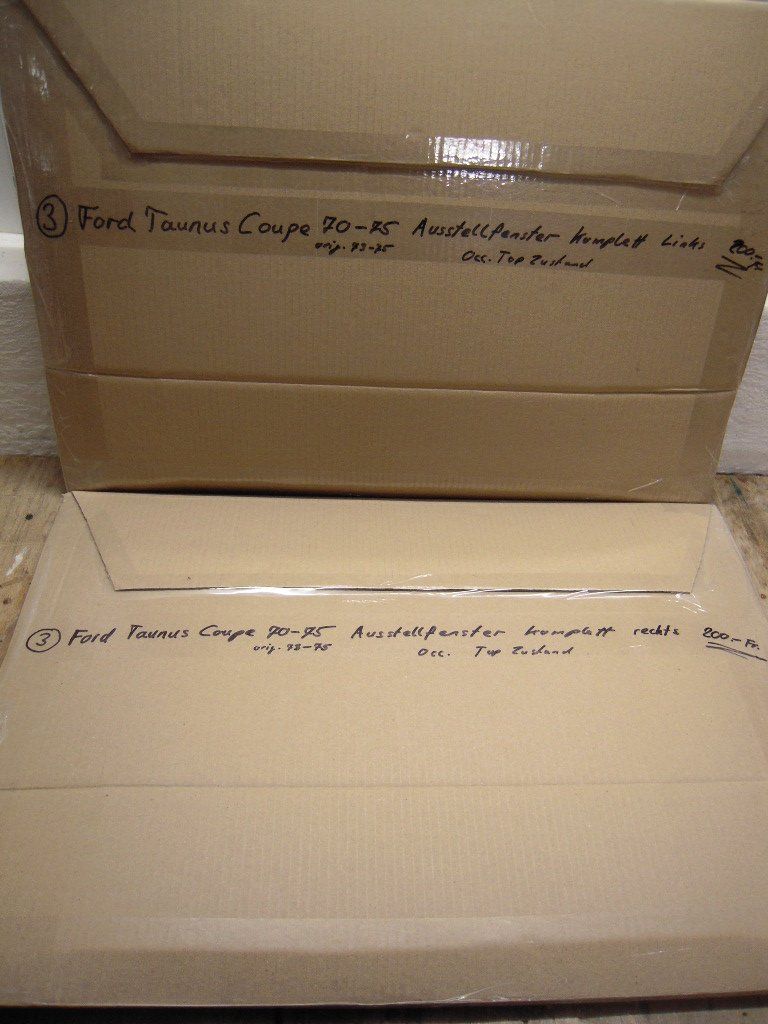 ③ Ford Taunus Coupe 70-75 Ausstellfenster Komplett Links 200.- Fr.
orig. 73-75 Occ. Top Zustand
③ Ford Taunus Coupe 70-75 Ausstellfenster komplett rechts 200.- Fr.
orig. 73-75 Occ. Top Zustand